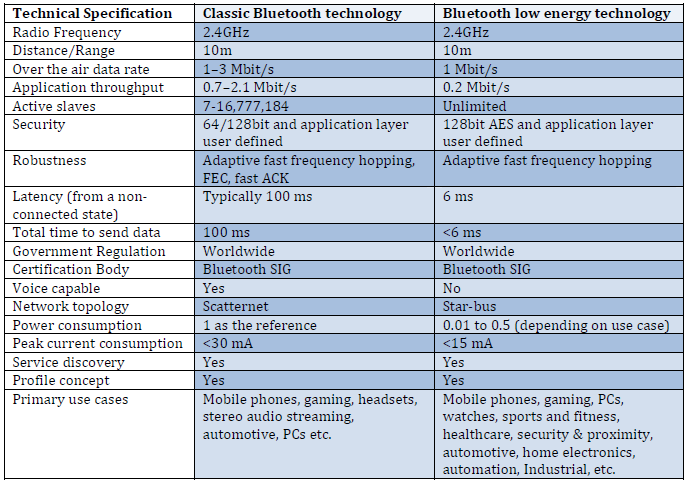 Technical Specification Classic Bluetooth technology Bluetooth low energy technology
Radio Frequency 2.4GHz 2.4GHz
Distance/Range 10m 10m
Over the air data rate 1–3 Mbit/s 1 Mbit/s
Application throughput 0.7–2.1 Mbit/s 0.2 Mbit/s
Active slaves 7-16,777,184 Unlimited
Security 64/128bit and application layer 128bit AES and application layer
user defined user defined
Robustness Adaptive fast frequency hopping, Adaptive fast frequency hopping
FEC, fast ACK
Latency (from a non- Typically 100 ms 6 ms
connected state)
Total time to send data 100 ms <6 ms
Government Regulation Worldwide Worldwide
Certification Body Bluetooth SIG Bluetooth SIG
Voice capable Yes No
Network topology Scatternet Star-bus
Power consumption 1 as the reference 0.01 to 0.5 (depending on use case)
Peak current consumption <30 mA <15 mA
Service discovery Yes Yes
Profile concept Yes Yes
Primary use cases Mobile phones, gaming, headsets, Mobile phones, gaming, PCs,
stereo audio streaming, watches, sports and fitness,
automotive, PCs etc. healthcare, security & proximity,
automotive, home electronics,
automation, Industrial, etc.